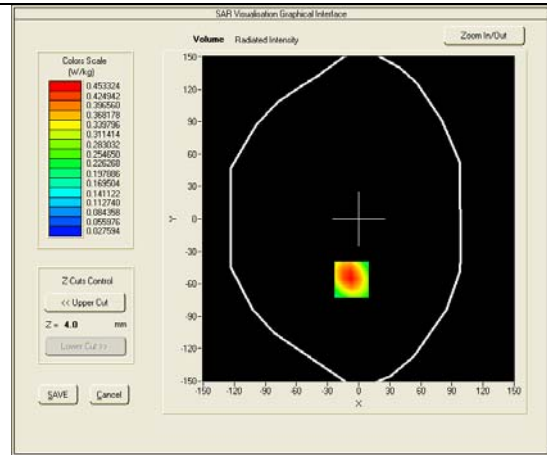 SAR Visualisation Graphical Interface
Volume Radiated Intensity
Zoom In/Out
Colors Scale
(W/kg)
0.453324
0.424942
0.396560
0.368178
0.339796
0.311414
0.283032
0.254650
0.226268
0.197886
0.169504
0.141122
0.112740
0.084358
0.055976
0.027594
Z Cuts Control
<< Upper Cut
Z = 4.0 mm
Lower Cut >>
SAVE Cancel
150
120
90
60
30
0
-30
-60
-90
-120
-150
Y
-150 -120 -90 -60 -30 0 30 60 90 120 150
X